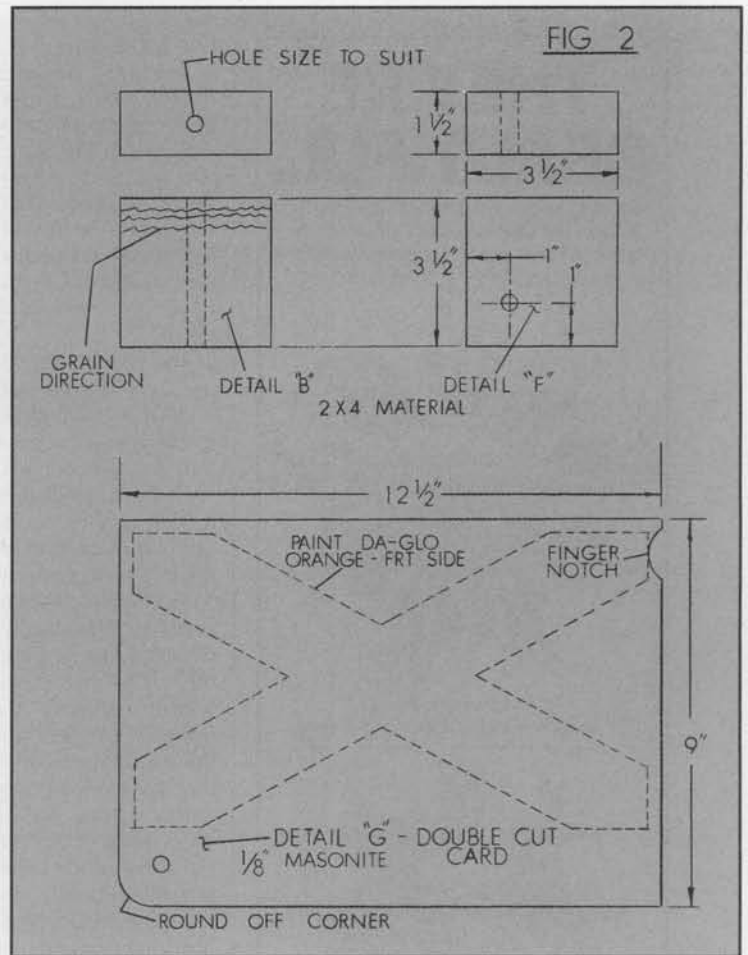 FIG 2
HOLE SIZE TO SUIT
1 1/2"
3 1/2"
3 1/2"
1"
1"
GRAIN
DIRECTION
DETAIL "B"
DETAIL "F"
2X4 MATERIAL
12 1/2"
PAINT DA-GLO
ORANGE-FRT SIDE
FINGER
NOTCH
9"
DETAIL "G" - DOUBLE CUT
1/8" MASONITE CARD
ROUND OFF CORNER